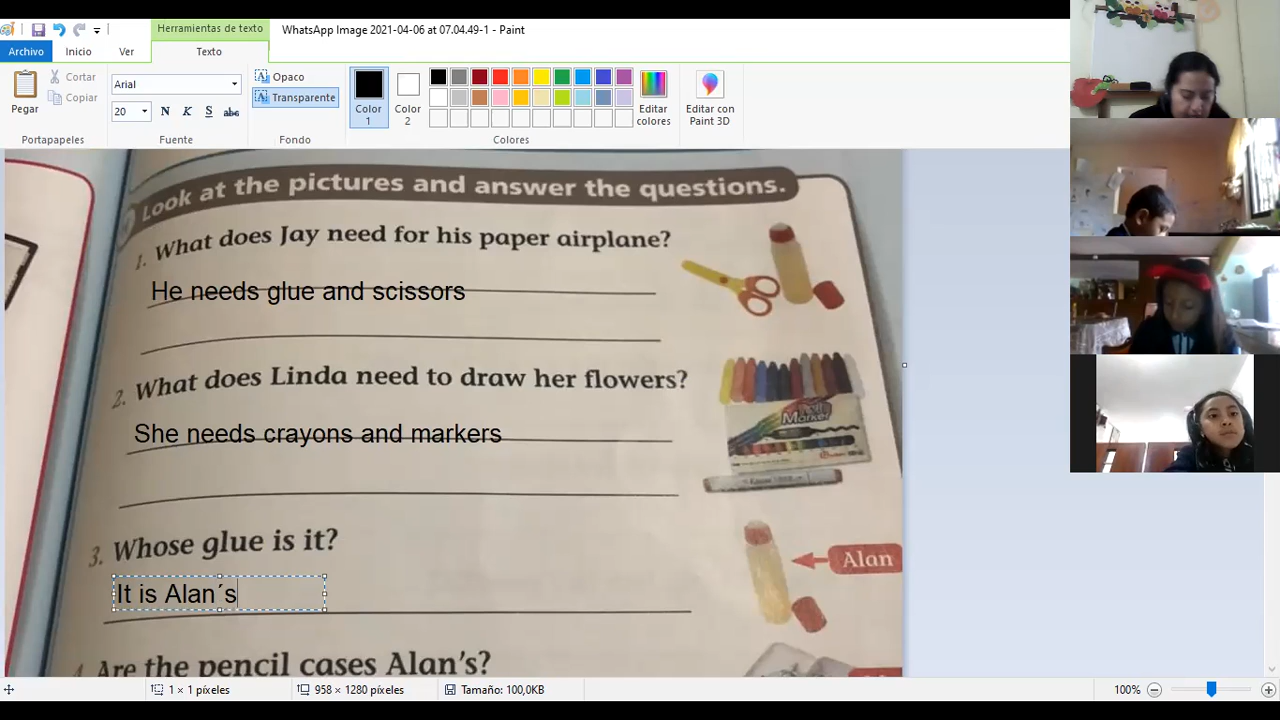 Herramientas de texto
WhatsApp Image 2021-04-06 at 07.04.49-1 - Paint
Archivo
Inicio
Ver
Texto
Pegar
Cortar
Copiar
Portapapeles
Arial
20
N K S abc
Fuente
Opaco
Transparente
Fondo
Color 1
Color 2
Editar colores
Editar con Paint 3D
Colores
Look at the pictures and answer the questions.
1. What does Jay need for his paper airplane?
He needs glue and scissors
2. What does Linda need to draw her flowers?
She needs crayons and markers
Marker
3. Whose glue is it?
It is Alan´s
Alan
4. Are the pencil cases Alan's?
1 × 1 píxeles
958 × 1280 píxeles
Tamaño: 100,0KB
100%